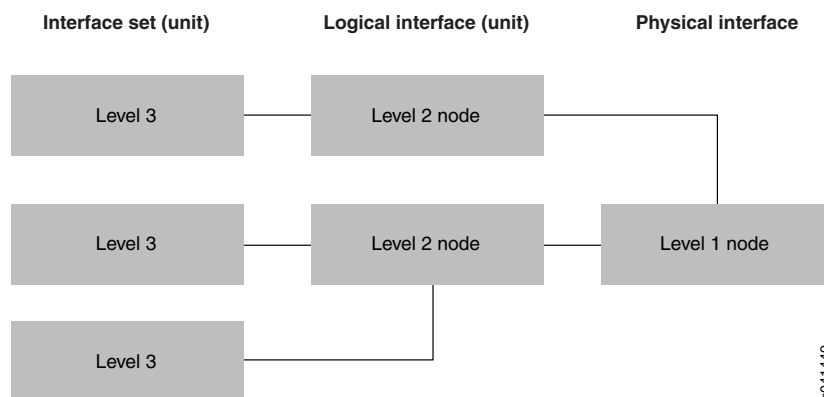 Interface set (unit)
Logical interface (unit)
Physical interface
Level 3
Level 2 node
Level 3
Level 2 node
Level 1 node
Level 3